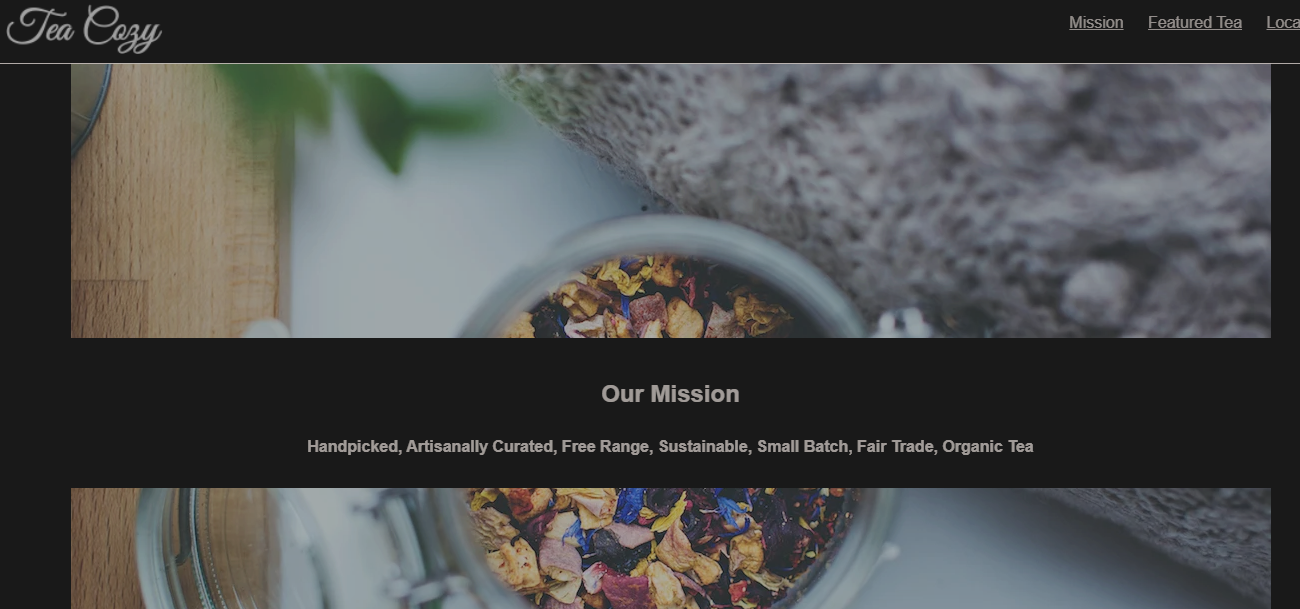 Tea Cozy
Mission Featured Tea Loca
Our Mission
Handpicked, Artisanally Curated, Free Range, Sustainable, Small Batch, Fair Trade, Organic Tea